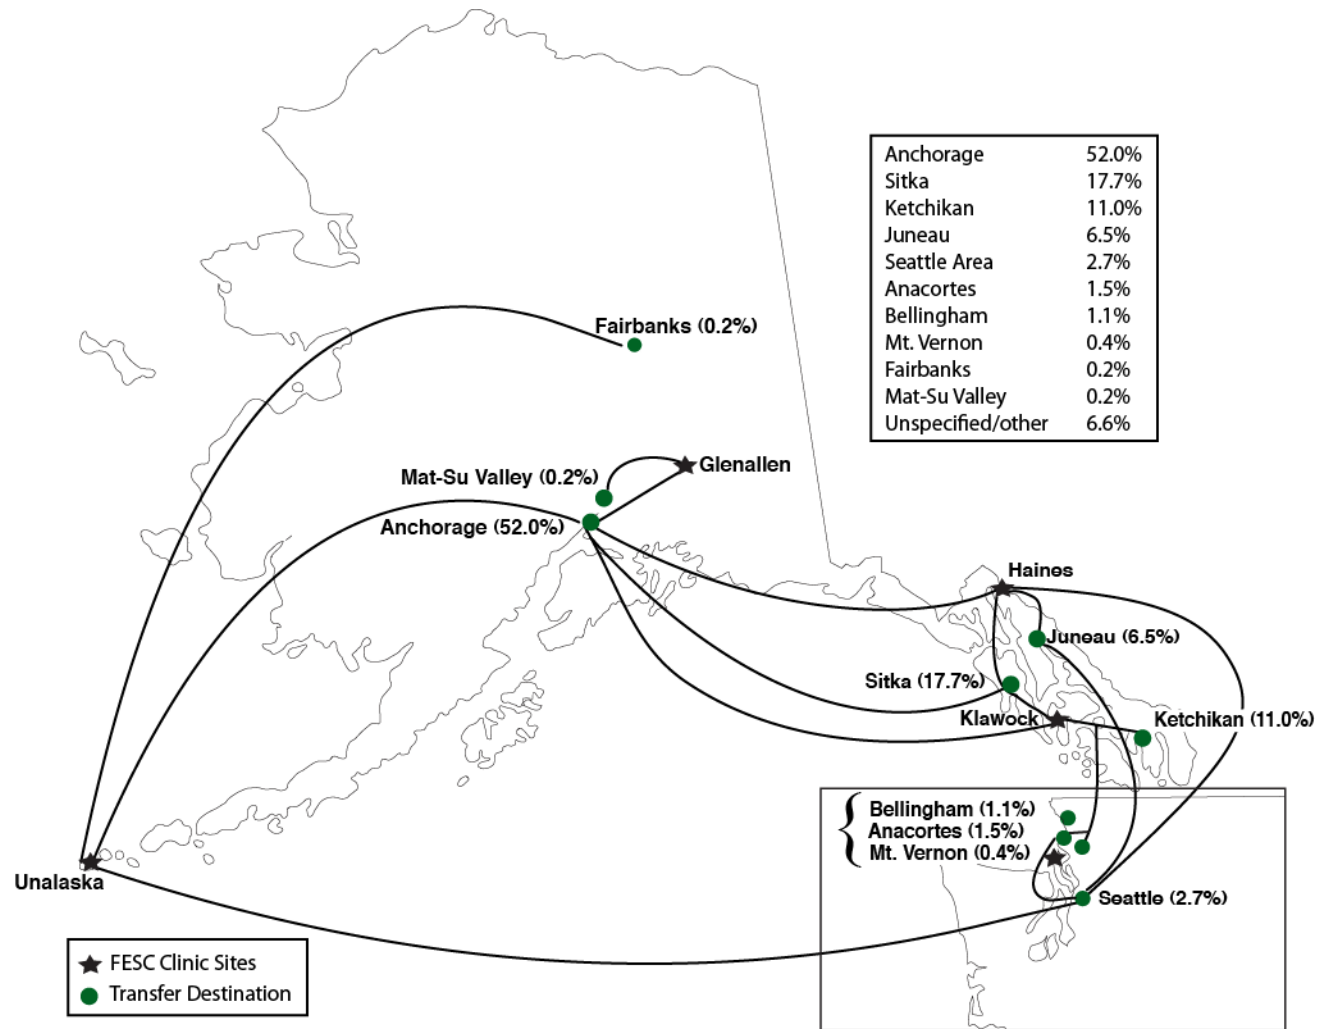 Anchorage 52.0%
Sitka 17.7%
Ketchikan 11.0%
Juneau 6.5%
Seattle Area 2.7%
Anacortes 1.5%
Bellingham 1.1%
Mt. Vernon 0.4%
Fairbanks 0.2%
Mat-Su Valley 0.2%
Unspecified/other 6.6%
Fairbanks (0.2%)
Glenallen
Mat-Su Valley (0.2%)
Anchorage (52.0%)
Haines
Juneau (6.5%)
Sitka (17.7%)
Klawock
Ketchikan (11.0%)
Bellingham (1.1%)
Anacortes (1.5%)
Mt. Vernon (0.4%)
Unalaska
Seattle (2.7%)
FESC Clinic Sites
Transfer Destination